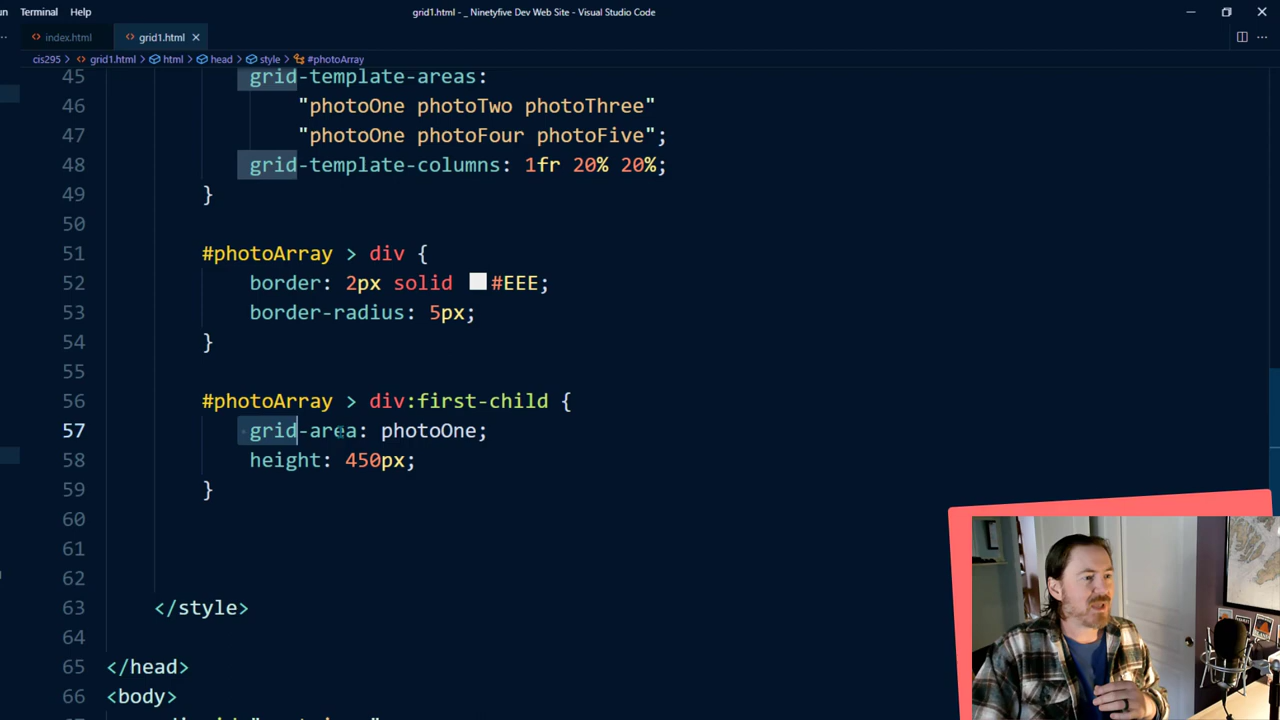 Terminal Help
grid1.html - _ Ninetyfive Dev Web Site - Visual Studio Code
index.html grid1.html
cis295 > grid1.html > html > head > style > #photoArray
45 grid-template-areas:
46 "photoOne photoTwo photoThree"
47 "photoOne photoFour photoFive";
48 grid-template-columns: 1fr 20% 20%;
49 }
50
51 #photoArray > div {
52 border: 2px solid #EEE;
53 border-radius: 5px;
54 }
55
56 #photoArray > div:first-child {
57 grid-area: photoOne;
58 height: 450px;
59 }
60
61
62
63 </style>
64
65 </head>
66 <body>